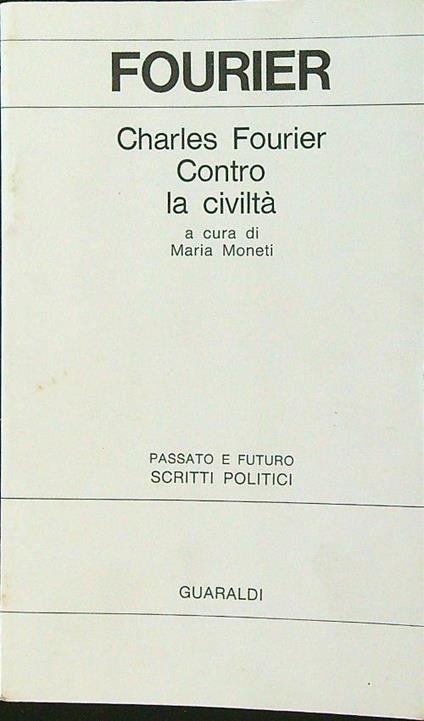 FOURIER
Charles Fourier
Contro
la civiltà
a cura di
Maria Moneti
PASSATO E FUTURO
SCRITTI POLITICI
GUARALDI